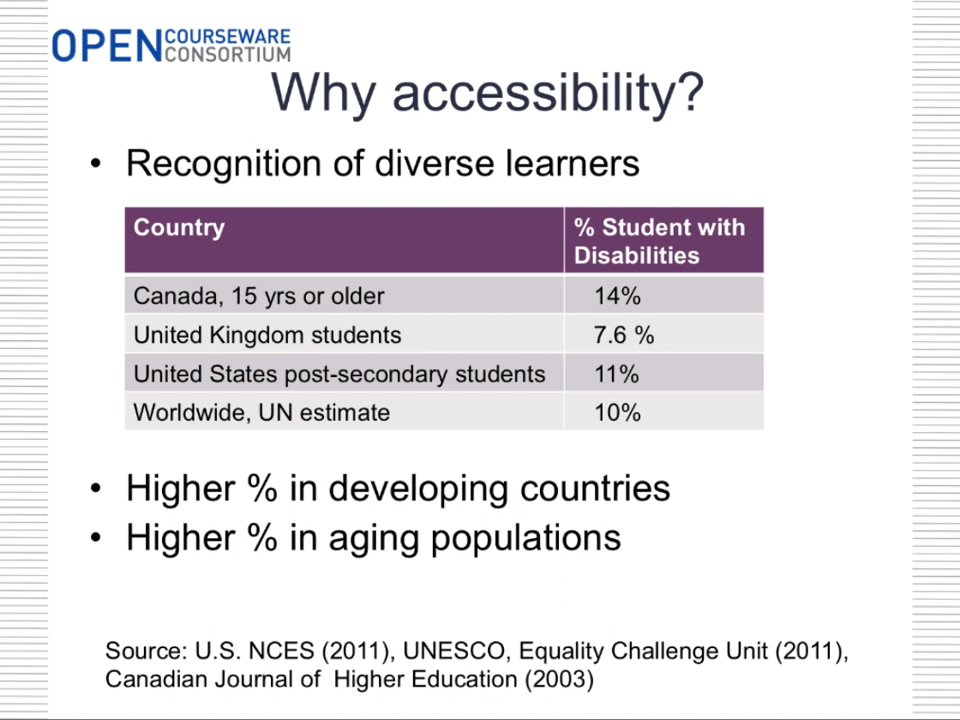 OPEN COURSEWARE CONSORTIUM
Why accessibility?
• Recognition of diverse learners
Country % Student with Disabilities
Canada, 15 yrs or older 14%
United Kingdom students 7.6 %
United States post-secondary students 11%
Worldwide, UN estimate 10%
• Higher % in developing countries
• Higher % in aging populations
Source: U.S. NCES (2011), UNESCO, Equality Challenge Unit (2011),
Canadian Journal of Higher Education (2003)